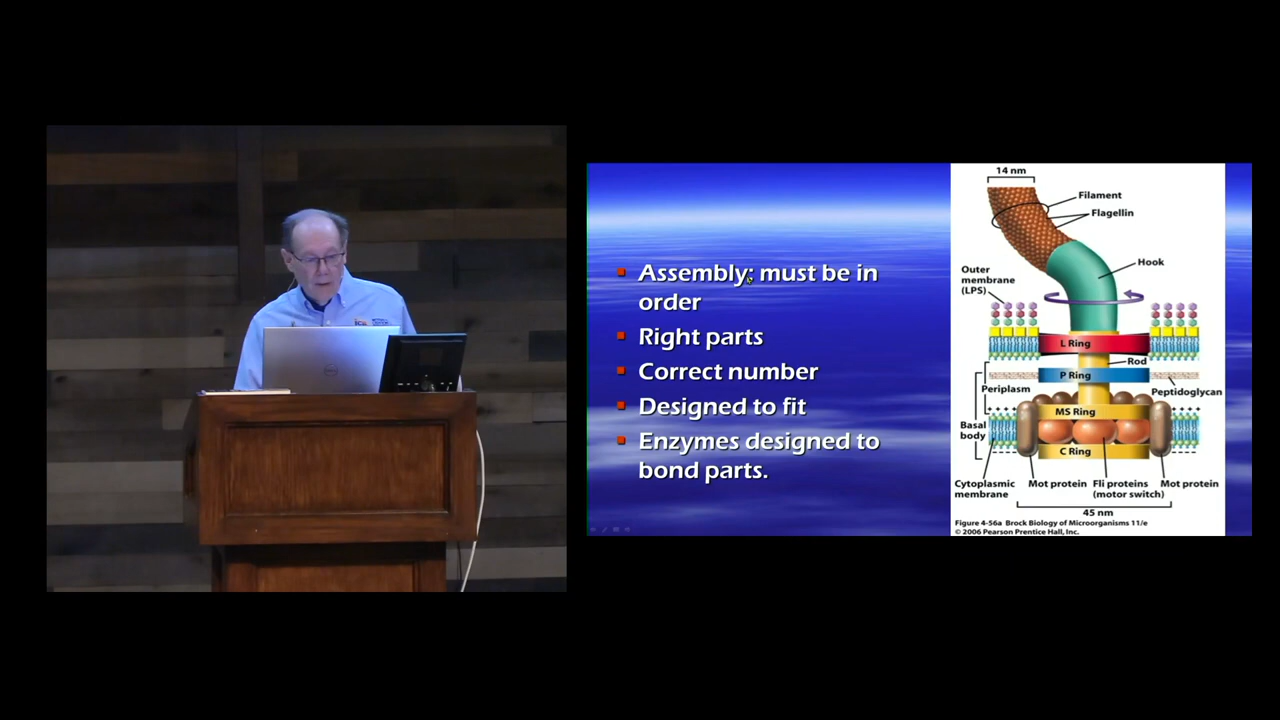 Assembly: must be in
order
Right parts
Correct number
Designed to fit
Enzymes designed to
bond parts.
14 nm
Filament
Flagellin
Hook
Outer
membrane
(LPS)
L Ring
Rod
P Ring
Periplasm
Peptidoglycan
MS Ring
Basal
body
C Ring
Cytoplasmic
membrane
Mot protein
Fli proteins
(motor switch)
Mot protein
45 nm
Figure 4-56a Brock Biology of Microorganisms 11/e
© 2006 Pearson Prentice Hall, Inc.